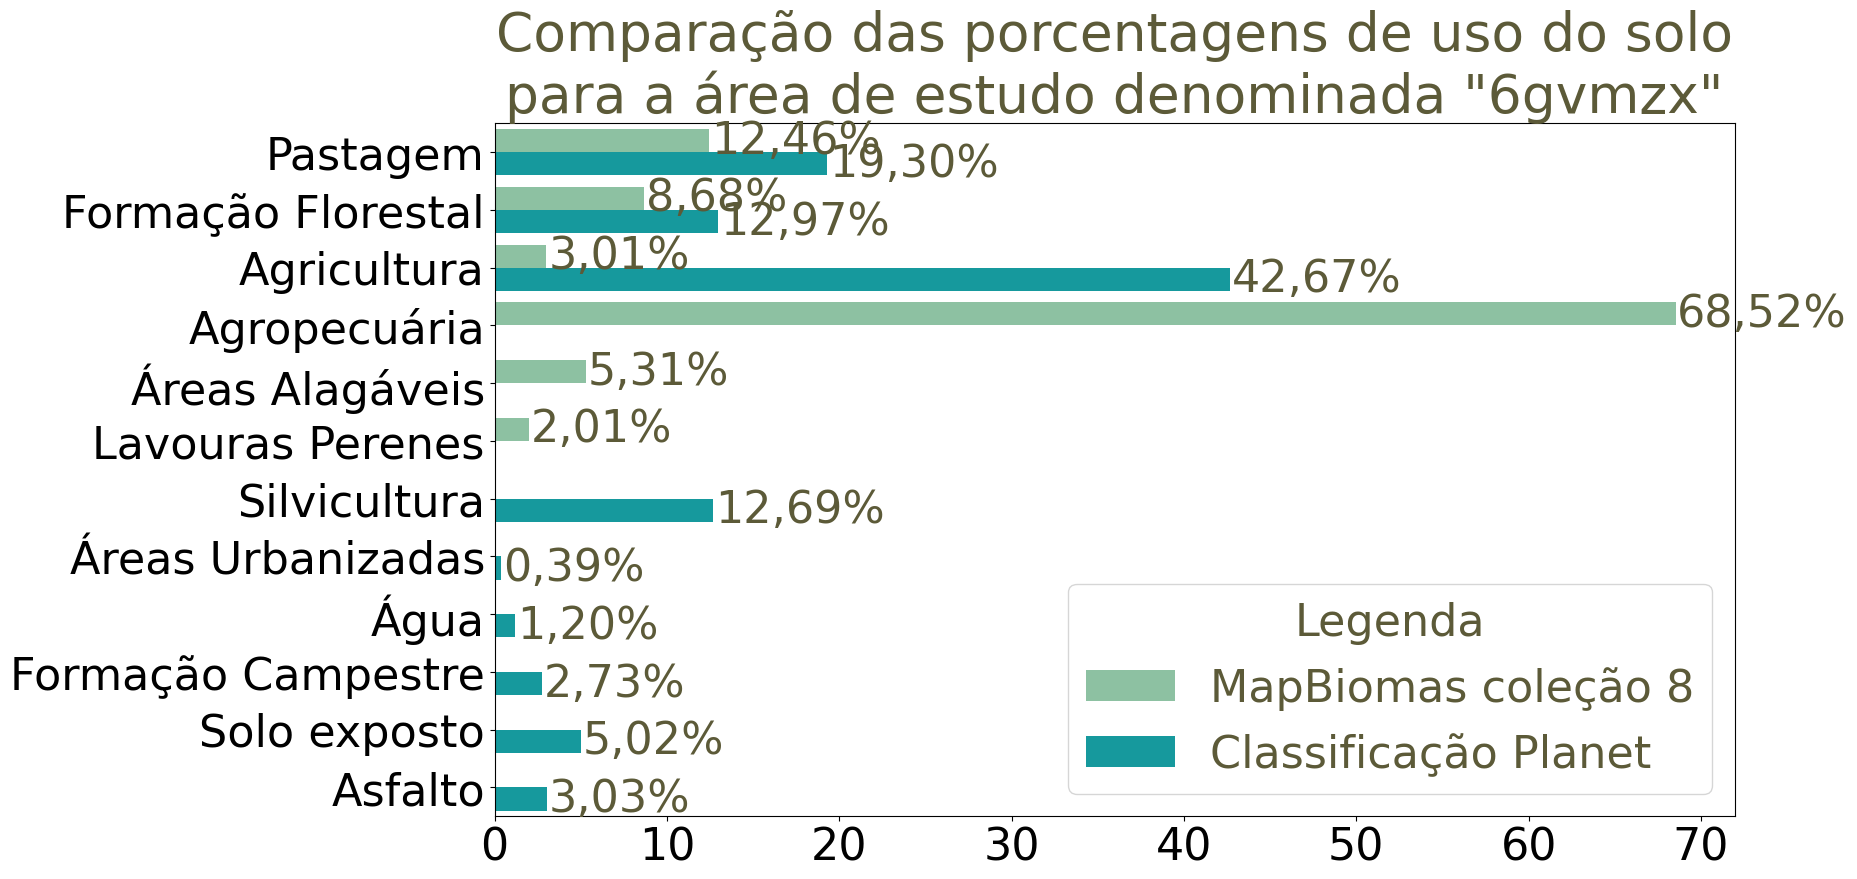 Comparação das porcentagens de uso do solo
para a área de estudo denominada "6gvmzx"
Pastagem
12,46%
19,30%
Formação Florestal
8,68%
12,97%
Agricultura
3,01%
42,67%
Agropecuária
68,52%
Áreas Alagáveis
5,31%
Lavouras Perenes
2,01%
Silvicultura
12,69%
Áreas Urbanizadas
0,39%
Água
1,20%
Formação Campestre
2,73%
Solo exposto
5,02%
Asfalto
3,03%
Legenda
MapBiomas coleção 8
Classificação Planet
0 10 20 30 40 50 60 70